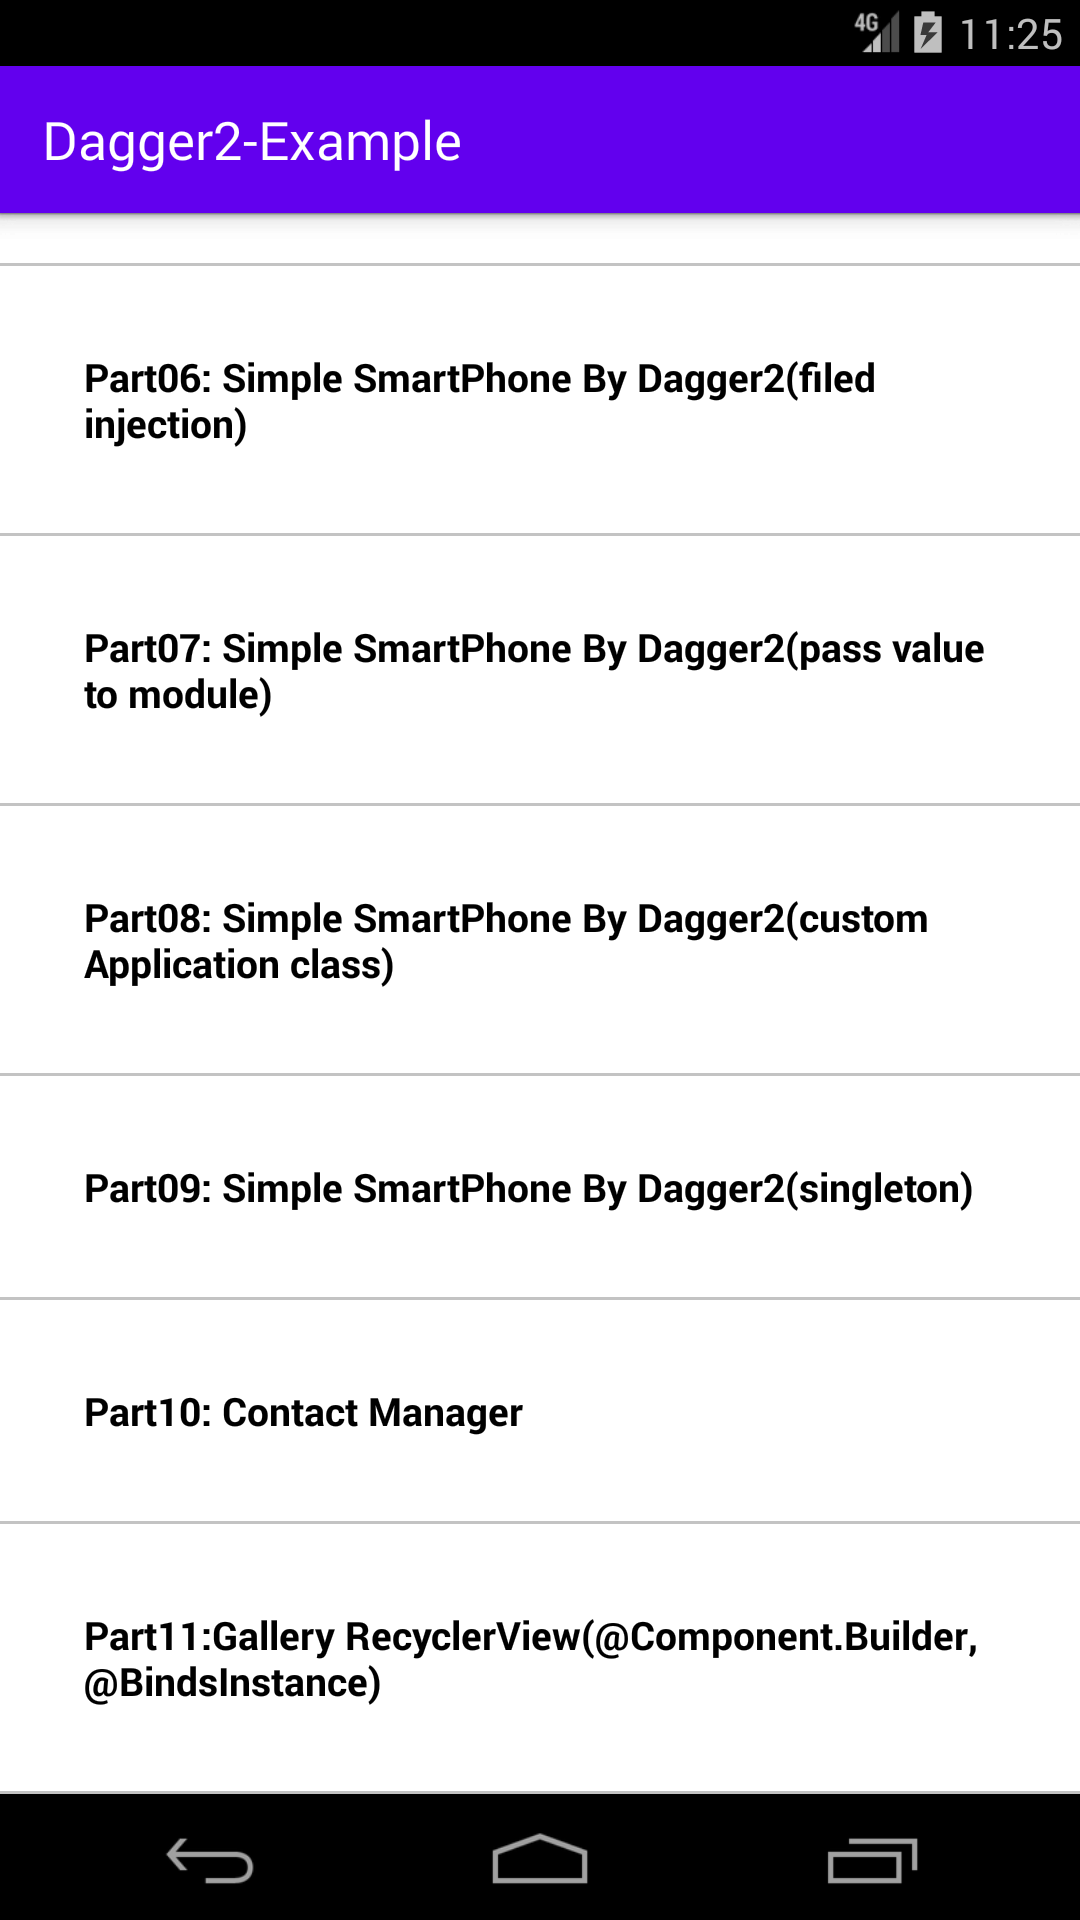 4G 11:25
Dagger2-Example
Part06: Simple SmartPhone By Dagger2(filed
injection)
Part07: Simple SmartPhone By Dagger2(pass value
to module)
Part08: Simple SmartPhone By Dagger2(custom
Application class)
Part09: Simple SmartPhone By Dagger2(singleton)
Part10: Contact Manager
Part11:Gallery RecyclerView(@Component.Builder,
@BindsInstance)